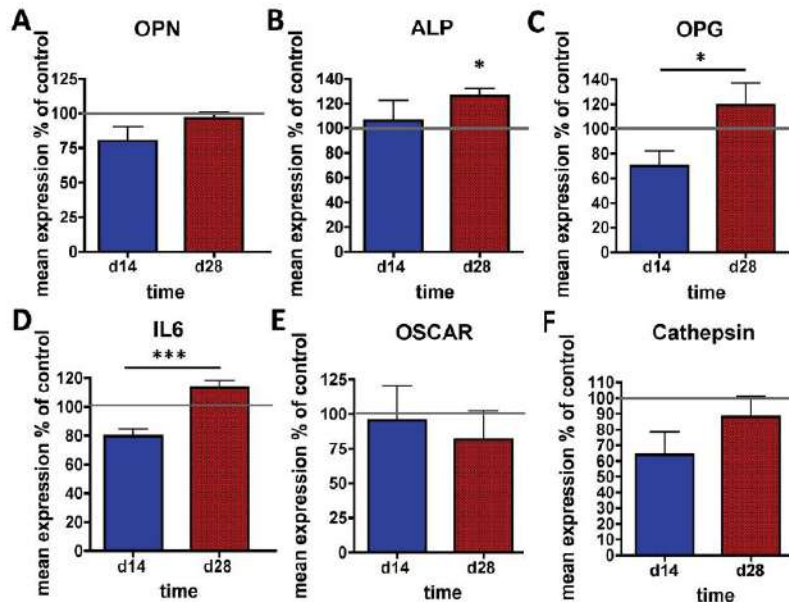 A
OPN
mean expression % of control
125
100
75
50
25
0
d14 d28
time
B
ALP
mean expression % of control
140
120
100
80
60
40
20
0
*
d14 d28
time
C
OPG
mean expression % of control
140
120
100
80
60
40
20
0
*
d14 d28
time
D
IL6
mean expression % of control
120
100
80
60
40
20
0
***
d14 d28
time
E
OSCAR
mean expression % of control
125
100
75
50
25
0
d14 d28
time
F
Cathepsin
mean expression % of control
110
100
90
80
70
60
50
40
30
20
10
0
d14 d28
time